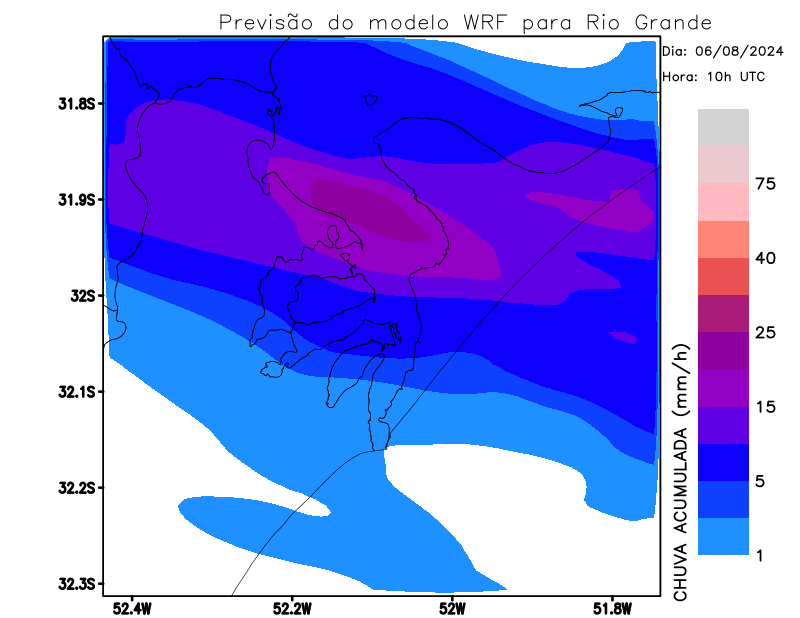 Previsão do modelo WRF para Rio Grande
Dia: 06/08/2024
Hora: 10h UTC
31.8S
31.9S
32S
32.1S
32.2S
32.3S
52.4W
52.2W
52W
51.8W
75
40
25
15
5
1
CHUVA ACUMULADA (mm/h)